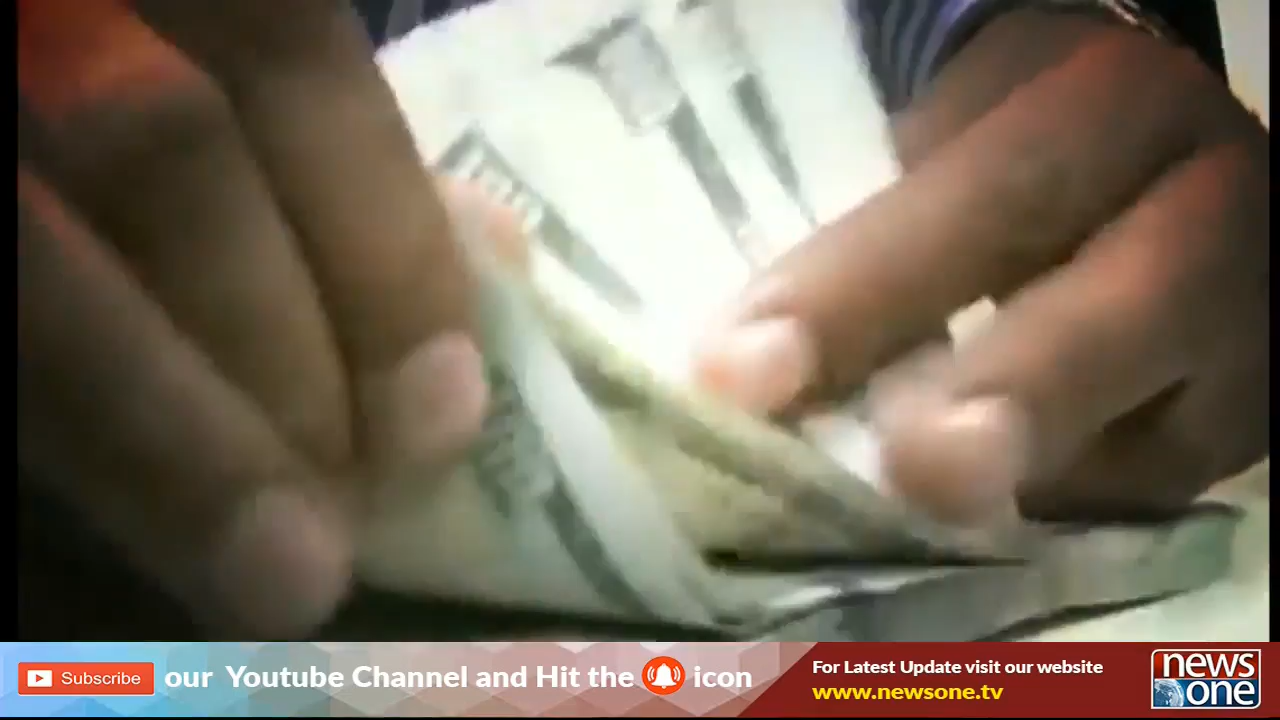 Subscribe our Youtube Channel and Hit the icon
For Latest Update visit our website
www.newsone.tv
news
one